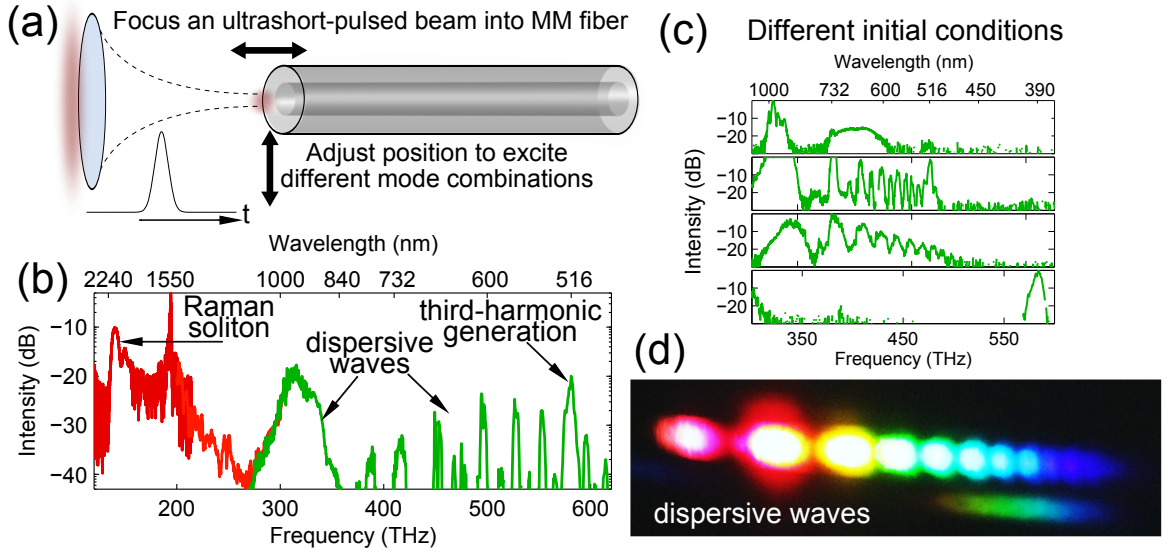 (a)
Focus an ultrashort-pulsed beam into MM fiber
Adjust position to excite
different mode combinations
t
(b)
Wavelength (nm)
2240 1550 1000 840 732 600 516
Raman
soliton
dispersive
waves
third-harmonic
generation
Intensity (dB)
−10
−20
−30
−40
200 300 400 500 600
Frequency (THz)
(c)
Different initial conditions
Wavelength (nm)
1000 732 600 516 450 390
Intensity (dB)
−10
−20
−10
−20
−10
−20
−10
−20
350 450 550
Frequency (THz)
(d)
dispersive waves